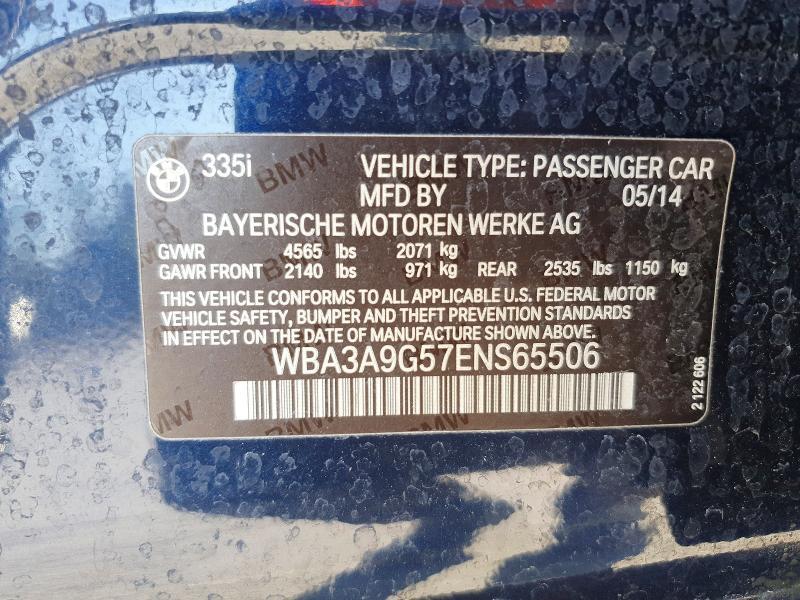 335i VEHICLE TYPE: PASSENGER CAR
MFD BY 05/14
BAYERISCHE MOTOREN WERKE AG
GVWR 4565 lbs 2071 kg
GAWR FRONT 2140 lbs 971 kg REAR 2535 lbs 1150 kg
THIS VEHICLE CONFORMS TO ALL APPLICABLE U.S. FEDERAL MOTOR
VEHICLE SAFETY, BUMPER AND THEFT PREVENTION STANDARDS
IN EFFECT ON THE DATE OF MANUFACTURE SHOWN ABOVE.
WBA3A9G57ENS65506
2 122 606
BMW
BMW
BMW